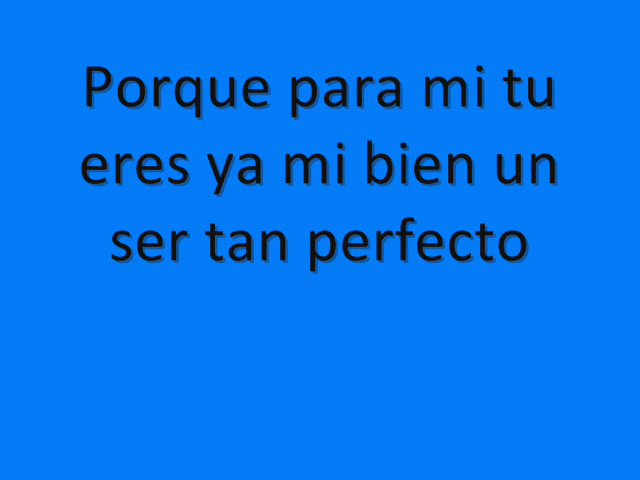 Porque para mi tu
eres ya mi bien un
ser tan perfecto